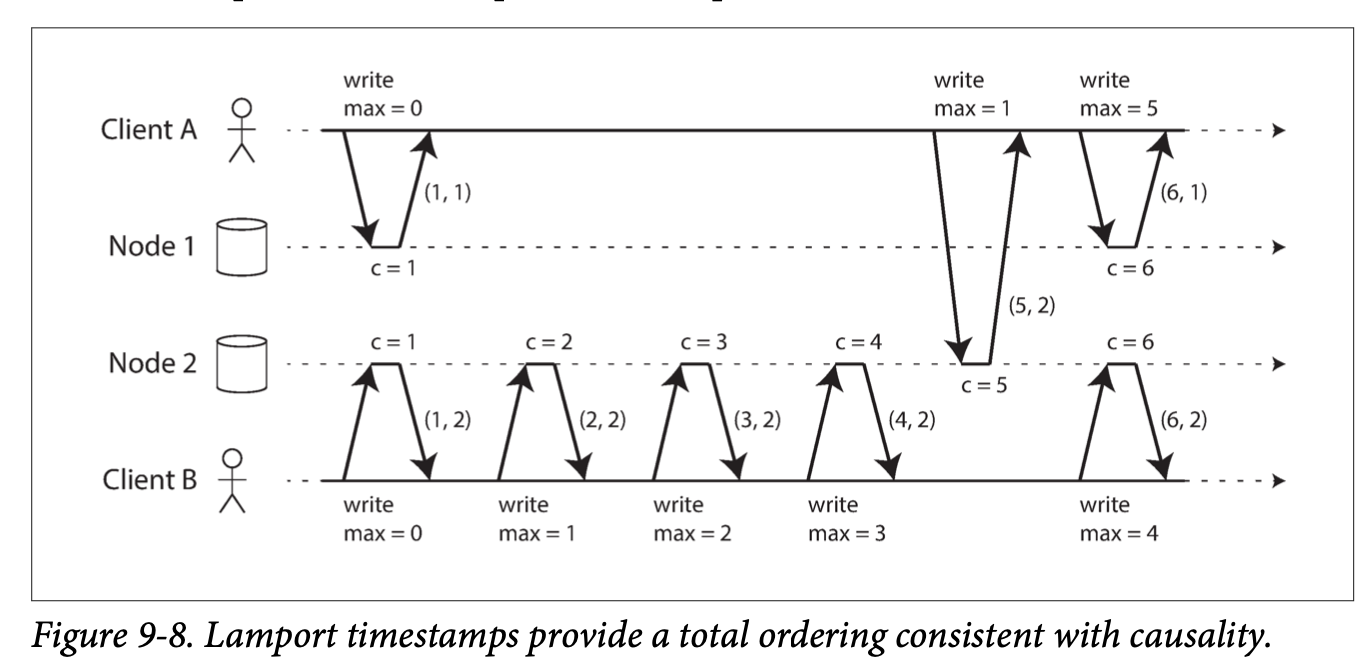 write
max = 0
write
max = 1
write
max = 5
Client A
(1, 1)
(6, 1)
Node 1
c = 1
c = 6
(5, 2)
c = 1
c = 2
c = 3
c = 4
c = 6
Node 2
c = 5
(1, 2)
(2, 2)
(3, 2)
(4, 2)
(6, 2)
Client B
write
max = 0
write
max = 1
write
max = 2
write
max = 3
write
max = 4
Figure 9-8. Lamport timestamps provide a total ordering consistent with causality.